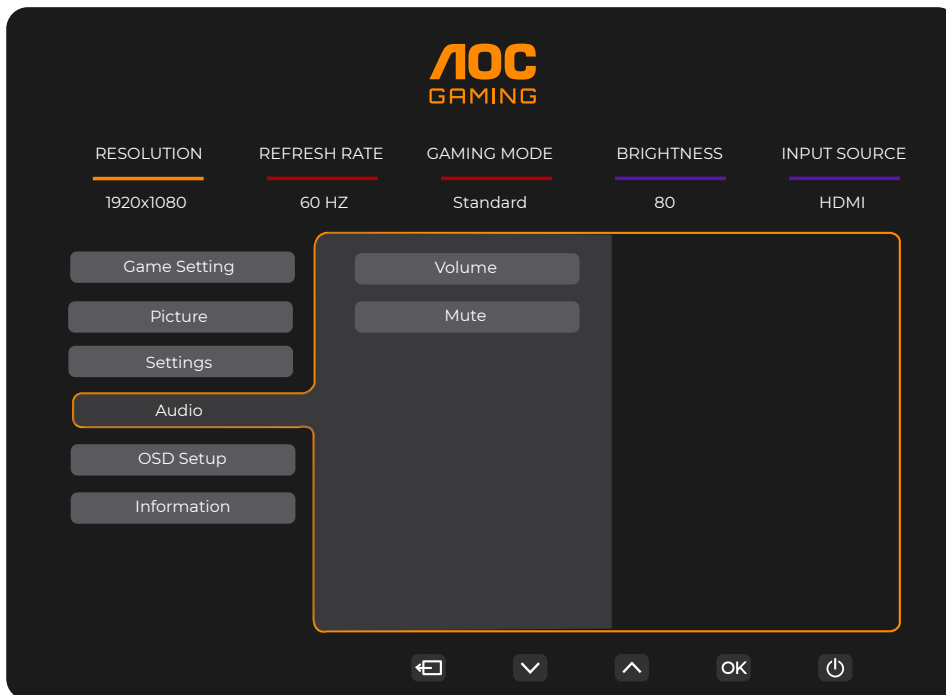 AOC
GAMING
RESOLUTION REFRESH RATE GAMING MODE BRIGHTNESS INPUT SOURCE
1920x1080 60 HZ Standard 80 HDMI
Game Setting Volume
Picture Mute
Settings
Audio
OSD Setup
Information
OK